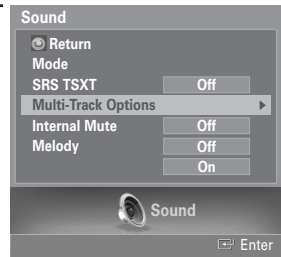 Sound
Return
Mode
SRS TSXT Off
Multi-Track Options
Internal Mute Off
Melody Off
On
Sound
Enter